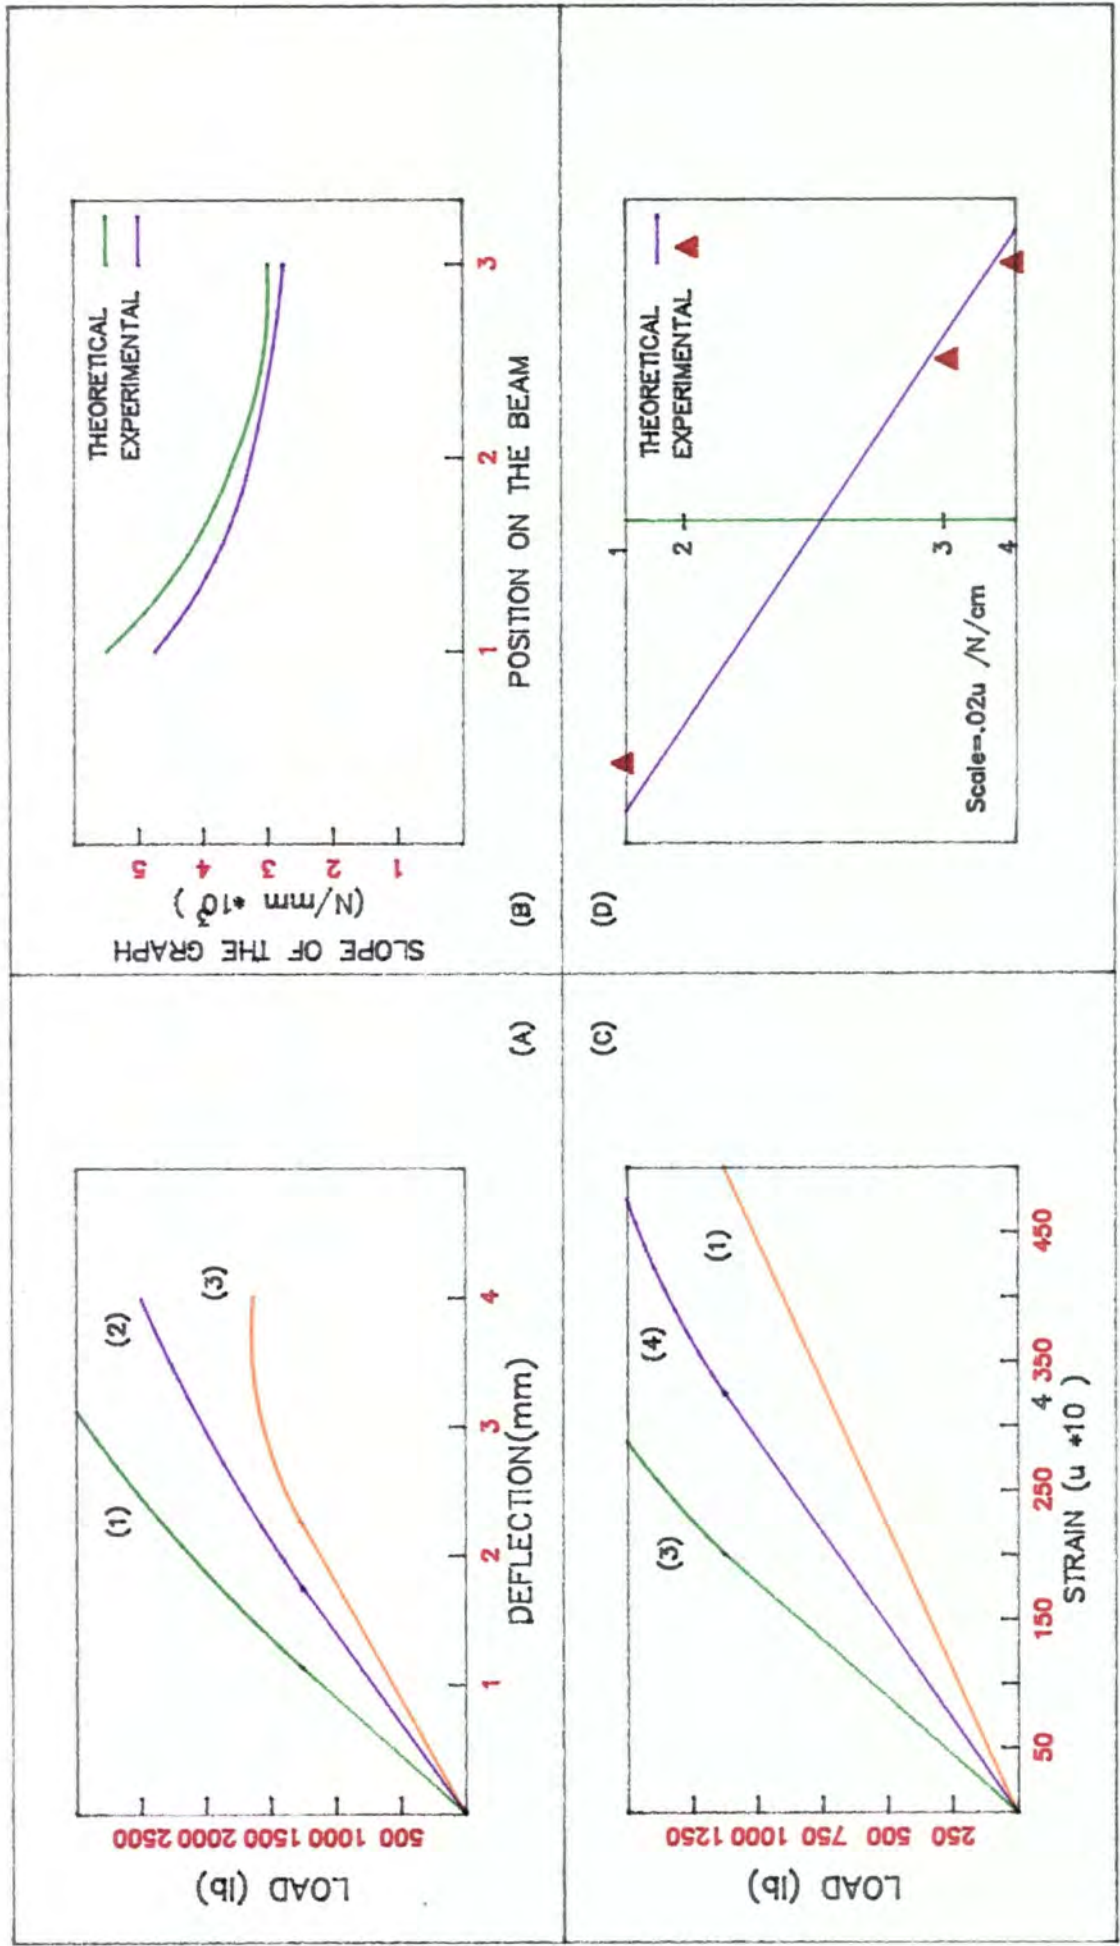 LOAD (lb)
500 1000 1500 2000 2500
(1)
(2)
(3)
1 2 3 4
DEFLECTION(mm)
(A)
SLOPE OF THE GRAPH
(N/mm *10 3 )
1 2 3 4 5
THEORETICAL
EXPERIMENTAL
1 2 3
POSITION ON THE BEAM
(B)
LOAD (lb)
250 500 750 1000 1250
(3)
(4)
(1)
50 150 250 350 450
STRAIN (u *10 4 )
(C)
(D)
THEORETICAL
EXPERIMENTAL
1
2
3
4
Scale=.02u /N/cm